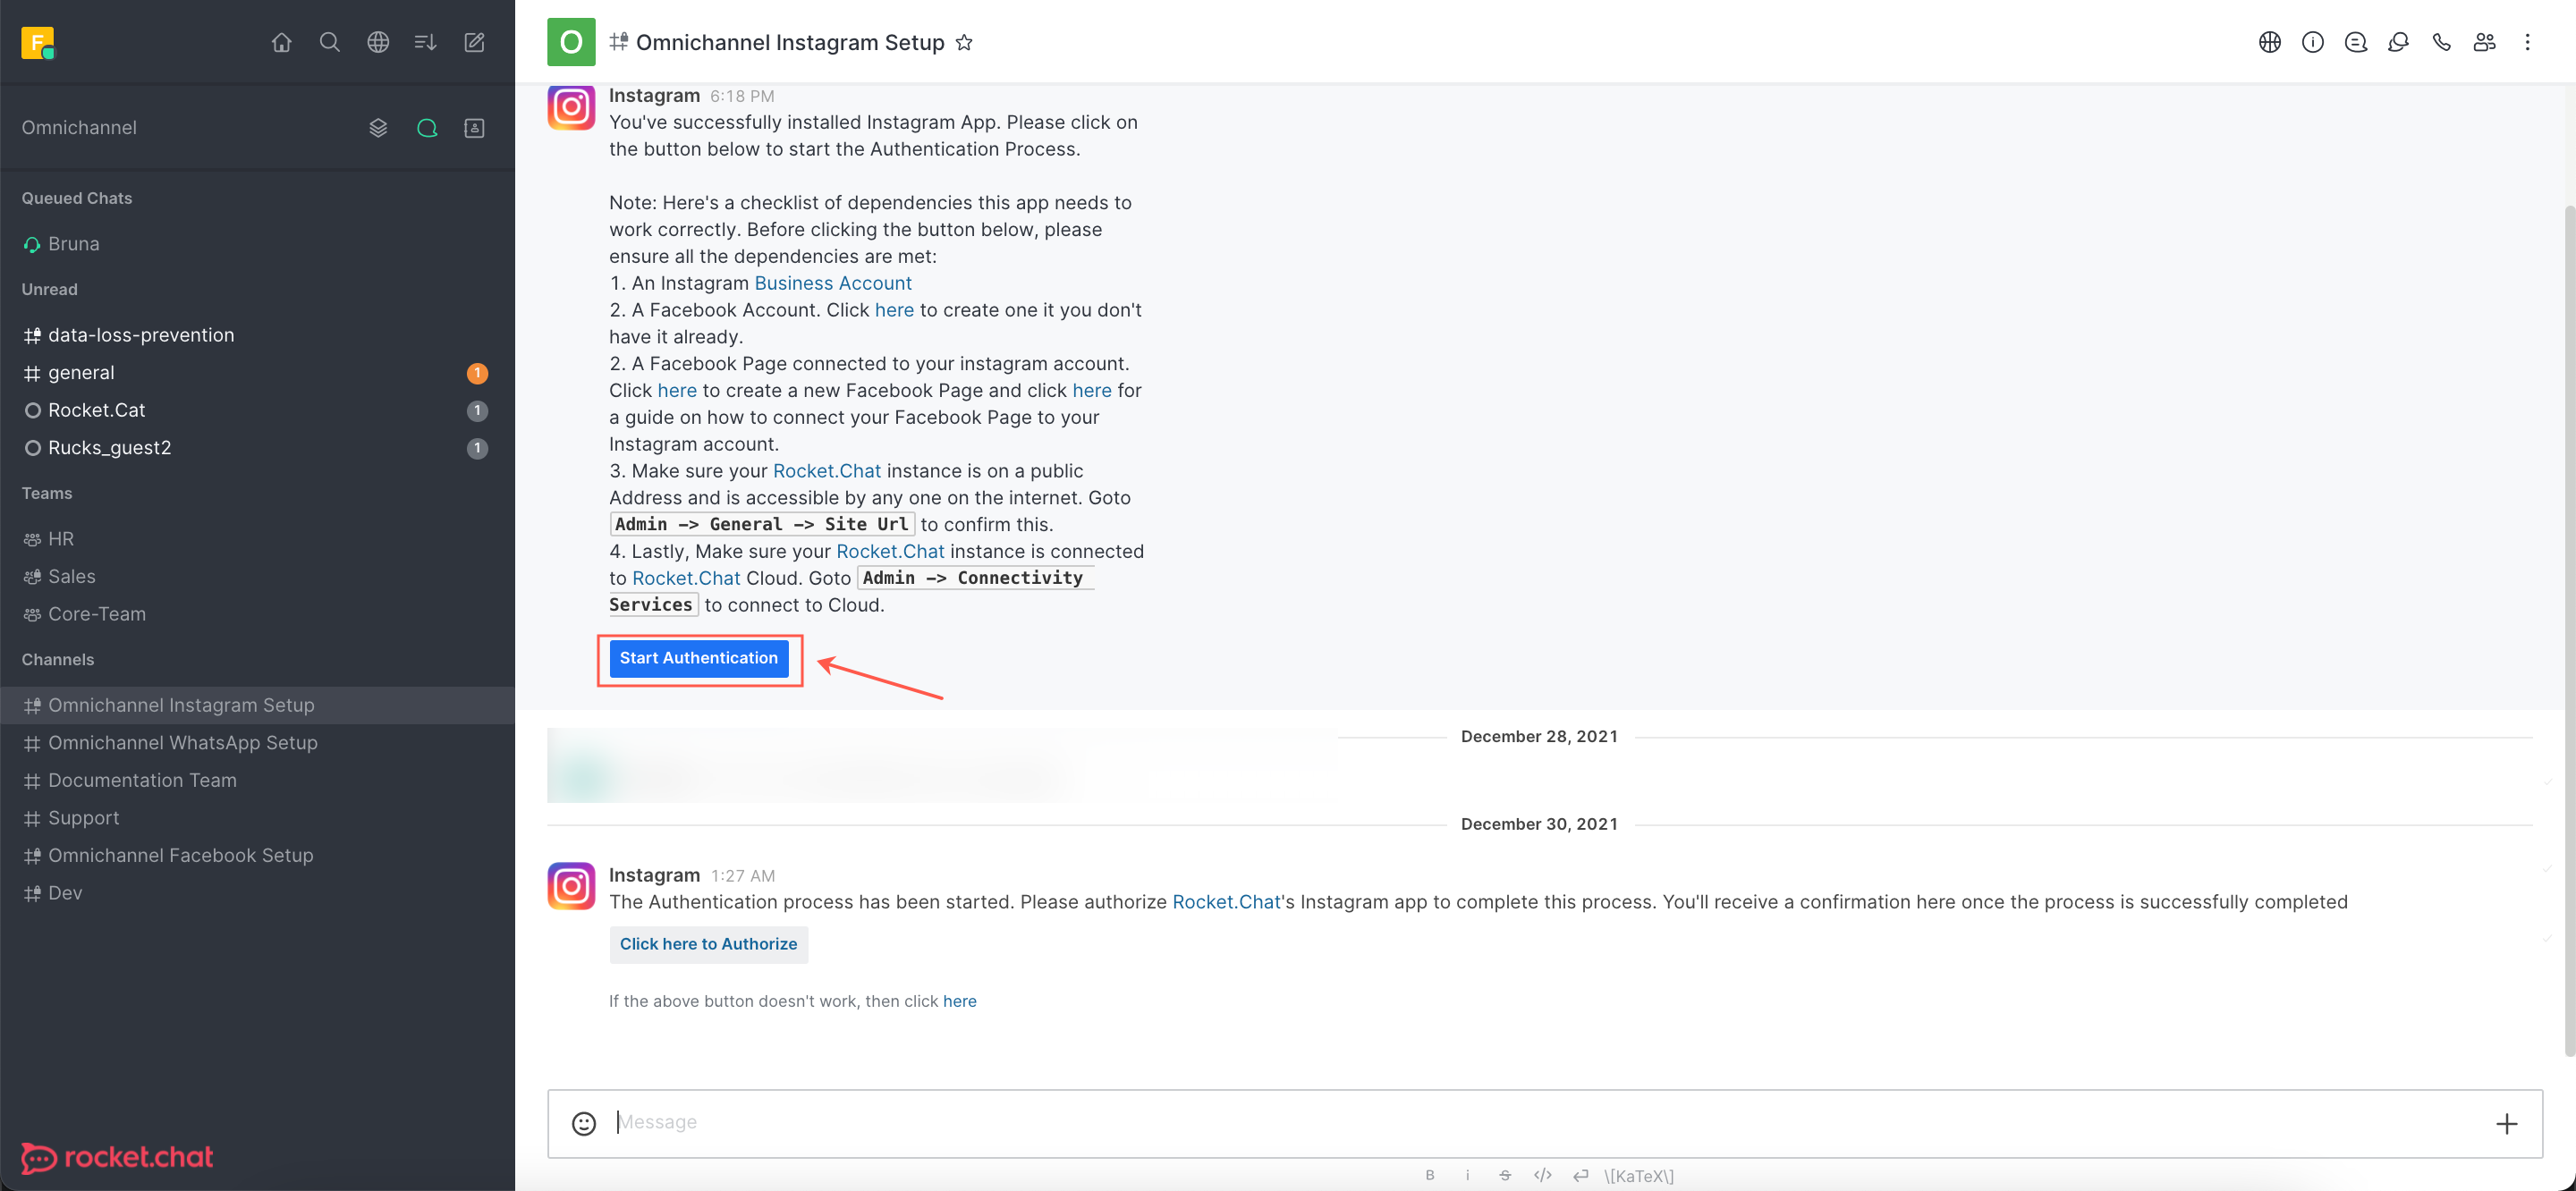 F
Omnichannel
Queued Chats
Bruna
Unread
data-loss-prevention
general 1
Rocket.Cat 1
Rucks_guest2 1
Teams
HR
Sales
Core-Team
Channels
Omnichannel Instagram Setup
Omnichannel WhatsApp Setup
Documentation Team
Support
Omnichannel Facebook Setup
Dev
rocket.chat
O Omnichannel Instagram Setup
Instagram 6:18 PM
You've successfully installed Instagram App. Please click on
the button below to start the Authentication Process.
Note: Here's a checklist of dependencies this app needs to
work correctly. Before clicking the button below, please
ensure all the dependencies are met:
1. An Instagram Business Account
2. A Facebook Account. Click here to create one it you don't
have it already.
2. A Facebook Page connected to your instagram account.
Click here to create a new Facebook Page and click here for
a guide on how to connect your Facebook Page to your
Instagram account.
3. Make sure your Rocket.Chat instance is on a public
Address and is accessible by any one on the internet. Goto
Admin -> General -> Site Url to confirm this.
4. Lastly, Make sure your Rocket.Chat instance is connected
to Rocket.Chat Cloud. Goto Admin -> Connectivity
Services to connect to Cloud.
Start Authentication
December 28, 2021
December 30, 2021
Instagram 1:27 AM
The Authentication process has been started. Please authorize Rocket.Chat's Instagram app to complete this process. You'll receive a confirmation here once the process is successfully completed
Click here to Authorize
If the above button doesn't work, then click here
Message
B i S </> \[KaTeX\]